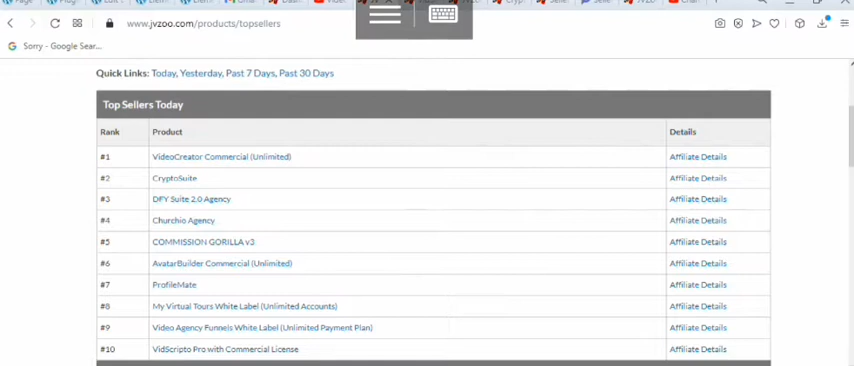 www.jvzoo.com/products/topsellers
Sorry - Google Sear...
Quick Links: Today, Yesterday, Past 7 Days, Past 30 Days
Top Sellers Today
Rank Product Details
#1 VideoCreator Commercial (Unlimited) Affiliate Details
#2 CryptoSuite Affiliate Details
#3 DFY Suite 2.0 Agency Affiliate Details
#4 Churchio Agency Affiliate Details
#5 COMMISSION GORILLA v3 Affiliate Details
#6 AvatarBuilder Commercial (Unlimited) Affiliate Details
#7 ProfileMate Affiliate Details
#8 My Virtual Tours White Label (Unlimited Accounts) Affiliate Details
#9 Video Agency Funnels White Label (Unlimited Payment Plan) Affiliate Details
#10 VidScripto Pro with Commercial License Affiliate Details